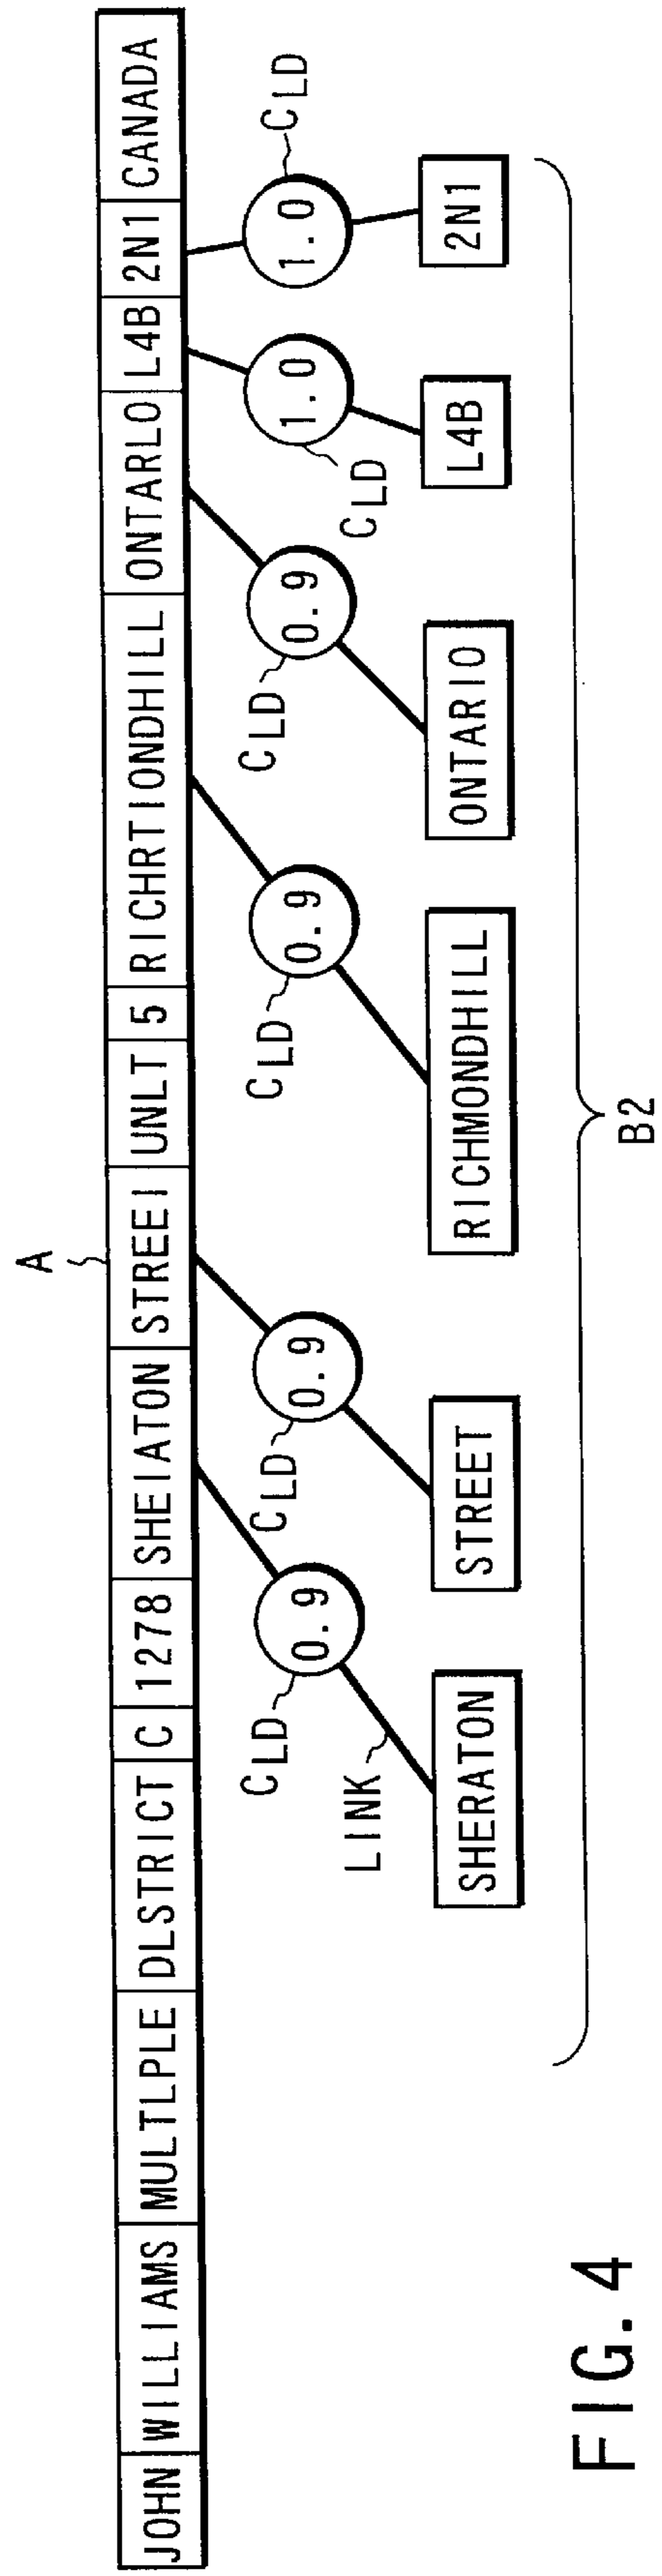 A
JOHN WILLIAMS MULTLPLE DLSTRICT C 1278 SHEIATON STREEI UNLT 5 RICHRTIONDHILL ONTARLO L4B 2N1 CANADA
CLD 0.9 CLD 0.9 CLD 0.9 CLD 0.9 1.0 CLD 1.0 CLD
LINK
SHERATON STREET RICHMONDHILL ONTARIO L4B 2N1
B2
FIG. 4